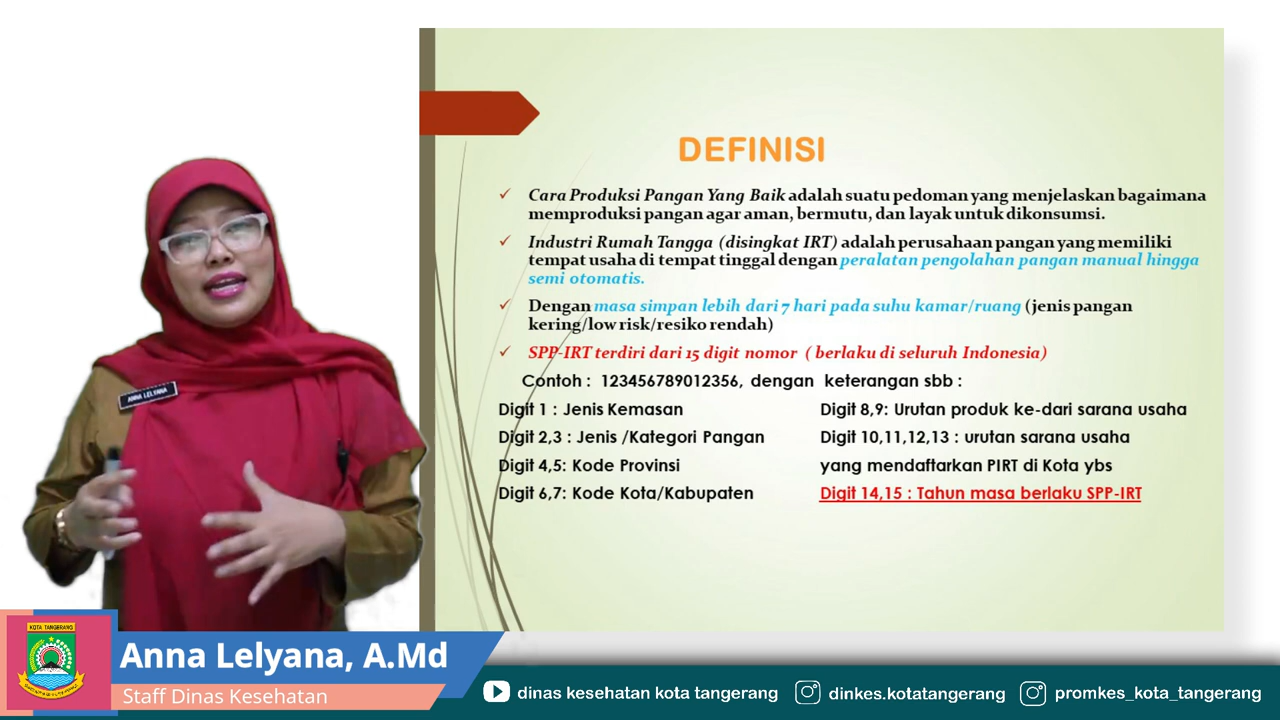 DEFINISI
✓ Cara Produksi Pangan Yang Baik adalah suatu pedoman yang menjelaskan bagaimana
memproduksi pangan agar aman, bermutu, dan layak untuk dikonsumsi.
✓ Industri Rumah Tangga (disingkat IRT) adalah perusahaan pangan yang memiliki
tempat usaha di tempat tinggal dengan peralatan pengolahan pangan manual hingga
semi otomatis.
✓ Dengan masa simpan lebih dari 7 hari pada suhu kamar/ruang (jenis pangan
kering/low risk/resiko rendah)
✓ SPP-IRT terdiri dari 15 digit nomor ( berlaku di seluruh Indonesia)
Contoh : 123456789012356, dengan keterangan sbb :
Digit 1 : Jenis Kemasan
Digit 2,3 : Jenis /Kategori Pangan
Digit 4,5: Kode Provinsi
Digit 6,7: Kode Kota/Kabupaten
Digit 8,9: Urutan produk ke-dari sarana usaha
Digit 10,11,12,13 : urutan sarana usaha
yang mendaftarkan PIRT di Kota ybs
Digit 14,15 : Tahun masa berlaku SPP-IRT
ANNA LELYANA
KOTA TANGERANG
Anna Lelyana, A.Md
Staff Dinas Kesehatan
dinas kesehatan kota tangerang
dinkes.kotatangerang
promkes_kota_tangerang